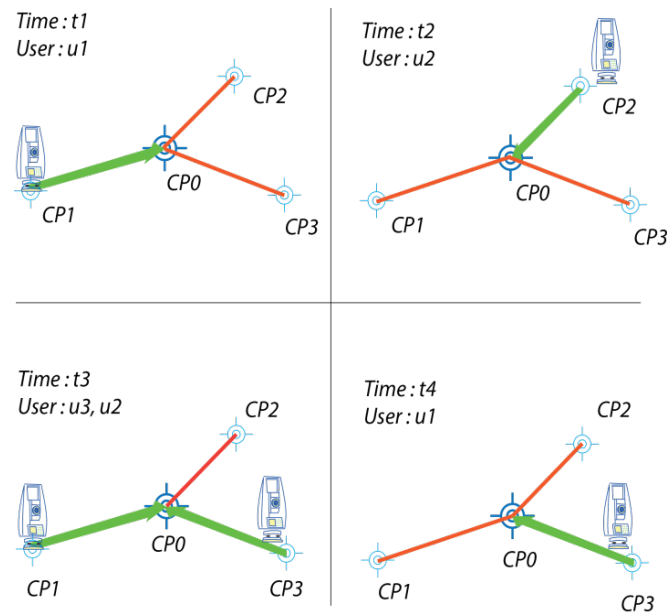 Time : t1
User : u1
CP2
CP0
CP1
CP3
Time : t2
User : u2
CP2
CP0
CP1
CP3
Time : t3
User : u3, u2
CP2
CP0
CP1
CP3
Time : t4
User : u1
CP2
CP0
CP1
CP3